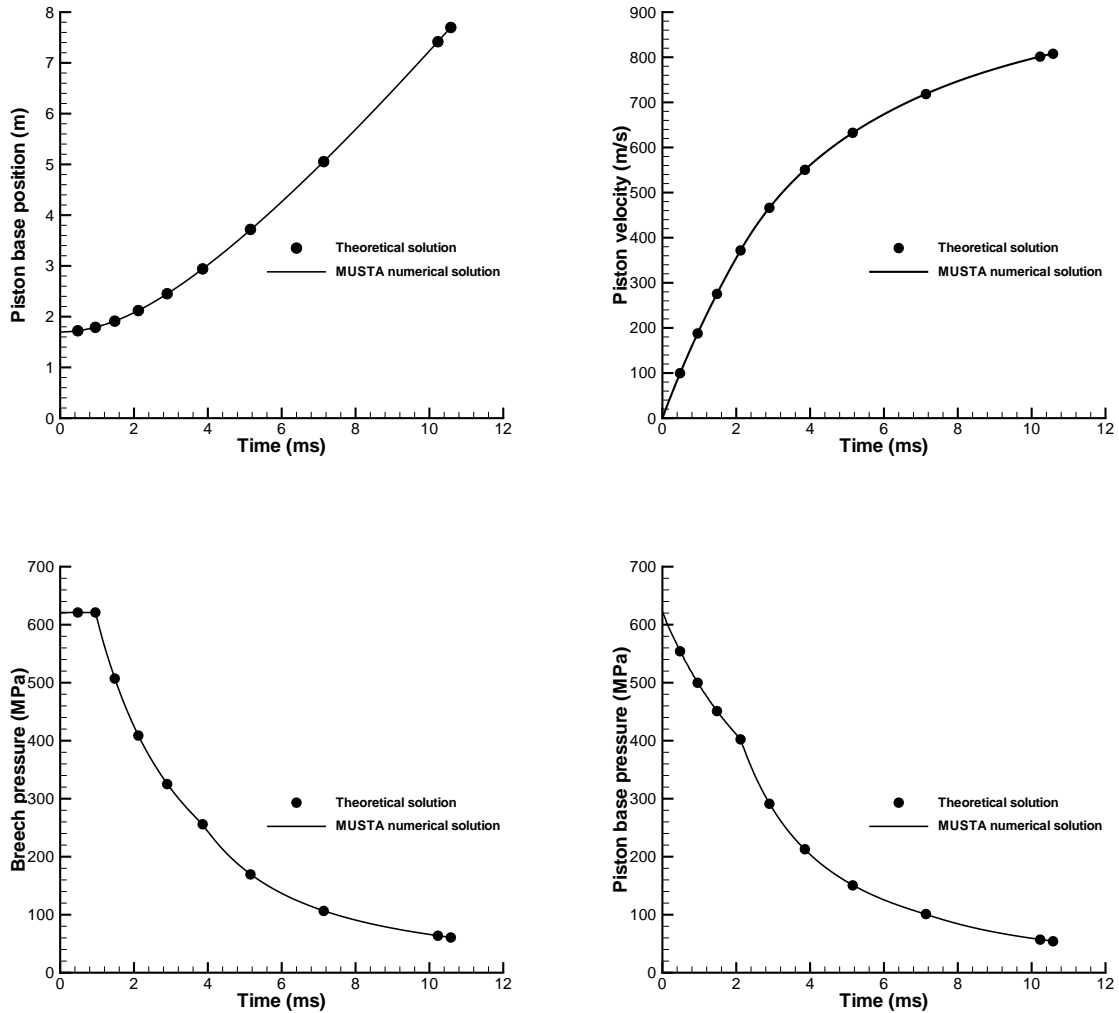 8
7
6
5
4
3
2
1
0
Piston base position (m)
Theoretical solution
MUSTA numerical solution
0 2 4 6 8 10 12
Time (ms)
900
800
700
600
500
400
300
200
100
0
Piston velocity (m/s)
Theoretical solution
MUSTA numerical solution
0 2 4 6 8 10 12
Time (ms)
700
600
500
400
300
200
100
0
Breech pressure (MPa)
Theoretical solution
MUSTA numerical solution
0 2 4 6 8 10 12
Time (ms)
700
600
500
400
300
200
100
0
Piston base pressure (MPa)
Theoretical solution
MUSTA numerical solution
0 2 4 6 8 10 12
Time (ms)